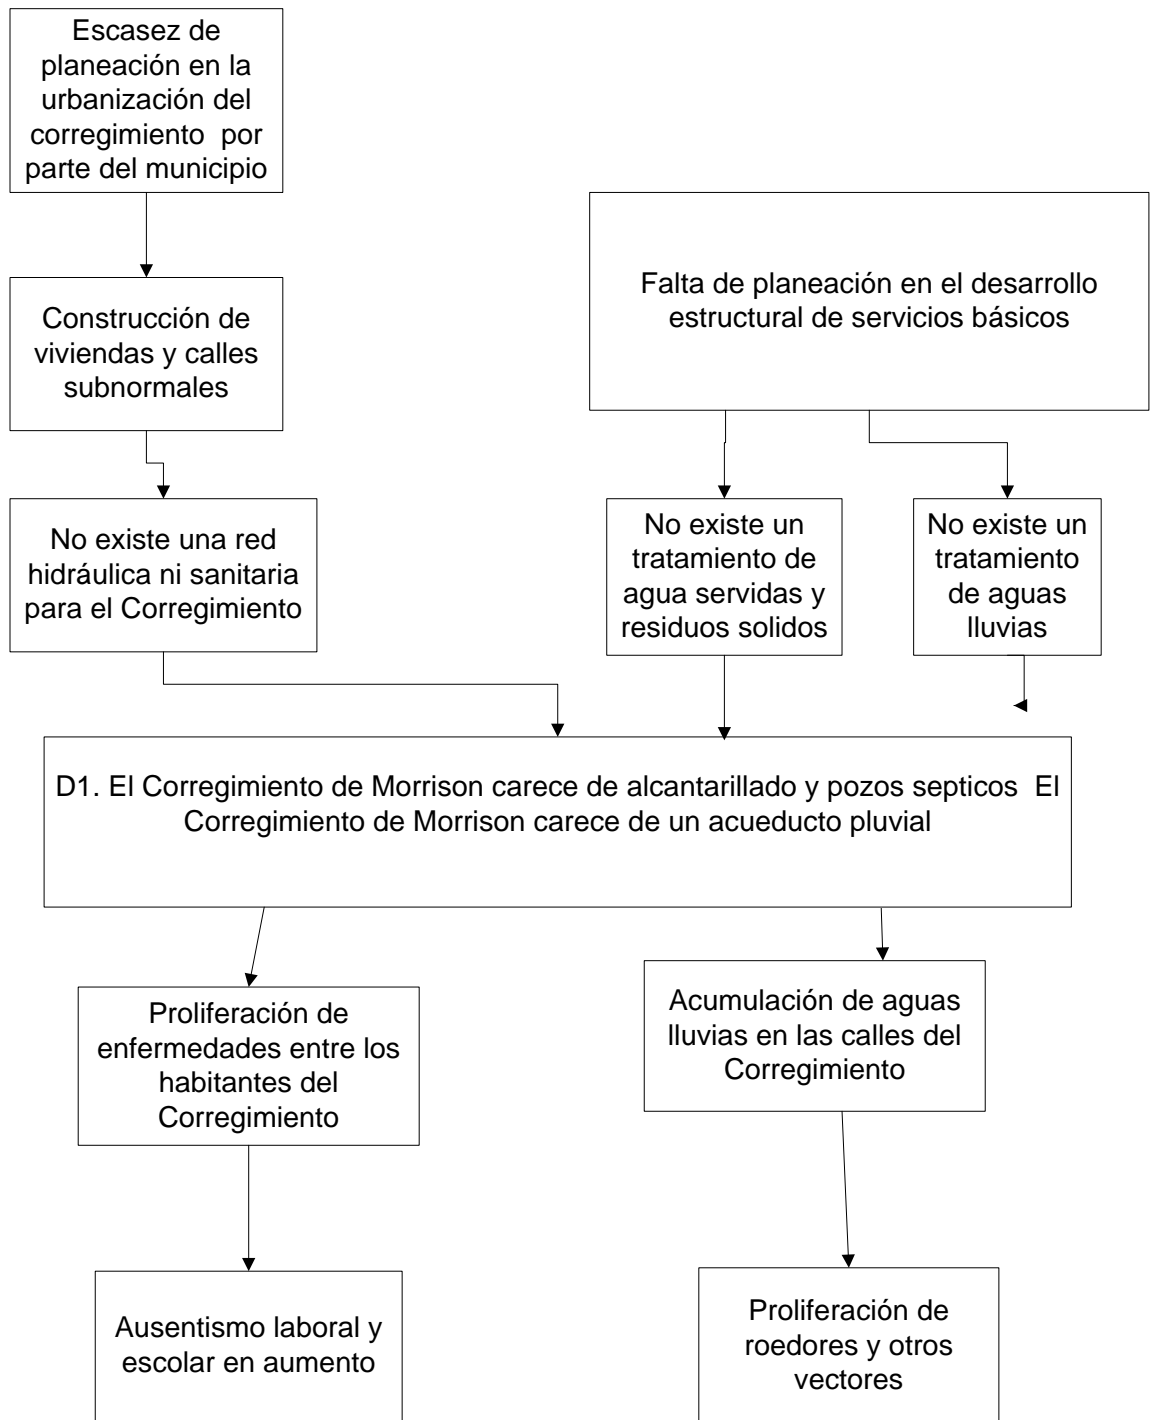 Escasez de
planeación en la
urbanización del
corregimiento  por
parte del municipio
Falta de planeación en el desarrollo
estructural de servicios básicos
Construcción de
viviendas y calles
subnormales
No existe una red
hidráulica ni sanitaria
para el Corregimiento
No existe un
tratamiento de
agua servidas y
residuos solidos
No existe un
tratamiento
de aguas
lluvias
D1. El Corregimiento de Morrison carece de alcantarillado y pozos septicos  El
Corregimiento de Morrison carece de un acueducto pluvial
Proliferación de
enfermedades entre los
habitantes del
Corregimiento
Acumulación de aguas
lluvias en las calles del
Corregimiento
Ausentismo laboral y
escolar en aumento
Proliferación de
roedores y otros
vectores